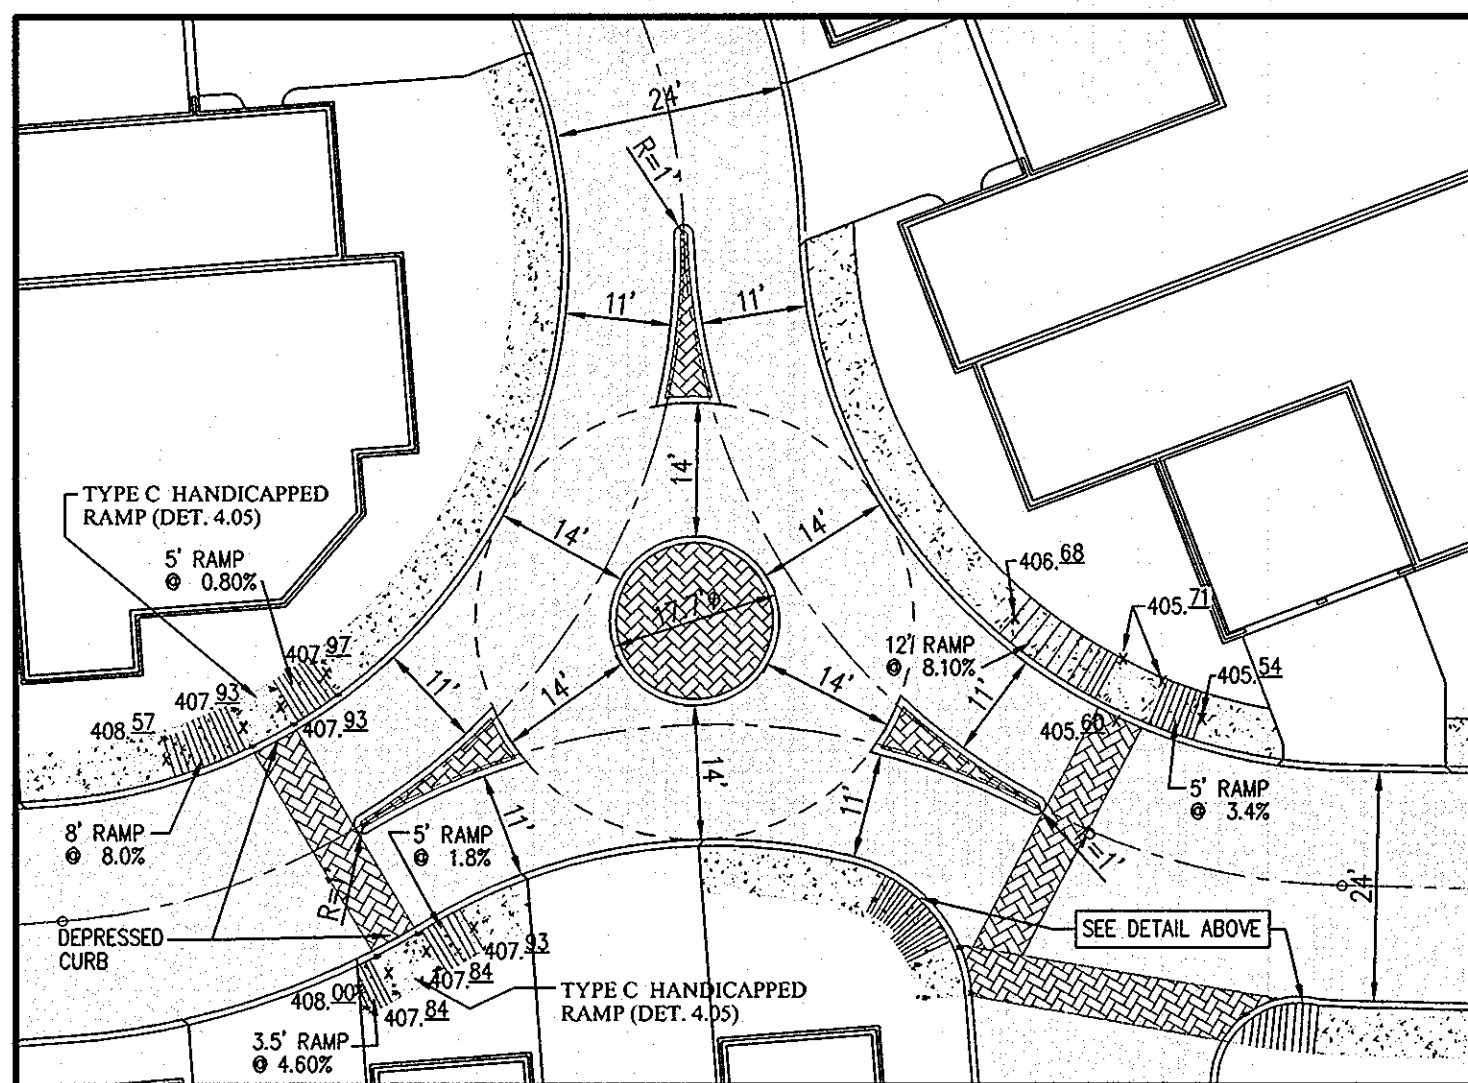 24'
R=1'
11'
11'
14'
TYPE C HANDICAPPED
RAMP (DET. 4.05)
14'
14'
5' RAMP
@ 0.80%
406.68
405.71
12' RAMP
@ 8.10%
407.97
11'
14'
14'
11'
405.54
407.93
408.57
407.93
405.60
14'
8' RAMP
@ 8.0%
5' RAMP
@ 1.8%
11'
11'
5' RAMP
@ 3.4%
24'
DEPRESSED
CURB
SEE DETAIL ABOVE
407.93
407.84
408.00
407.84
TYPE C HANDICAPPED
RAMP (DET. 4.05)
3.5' RAMP
@ 4.60%